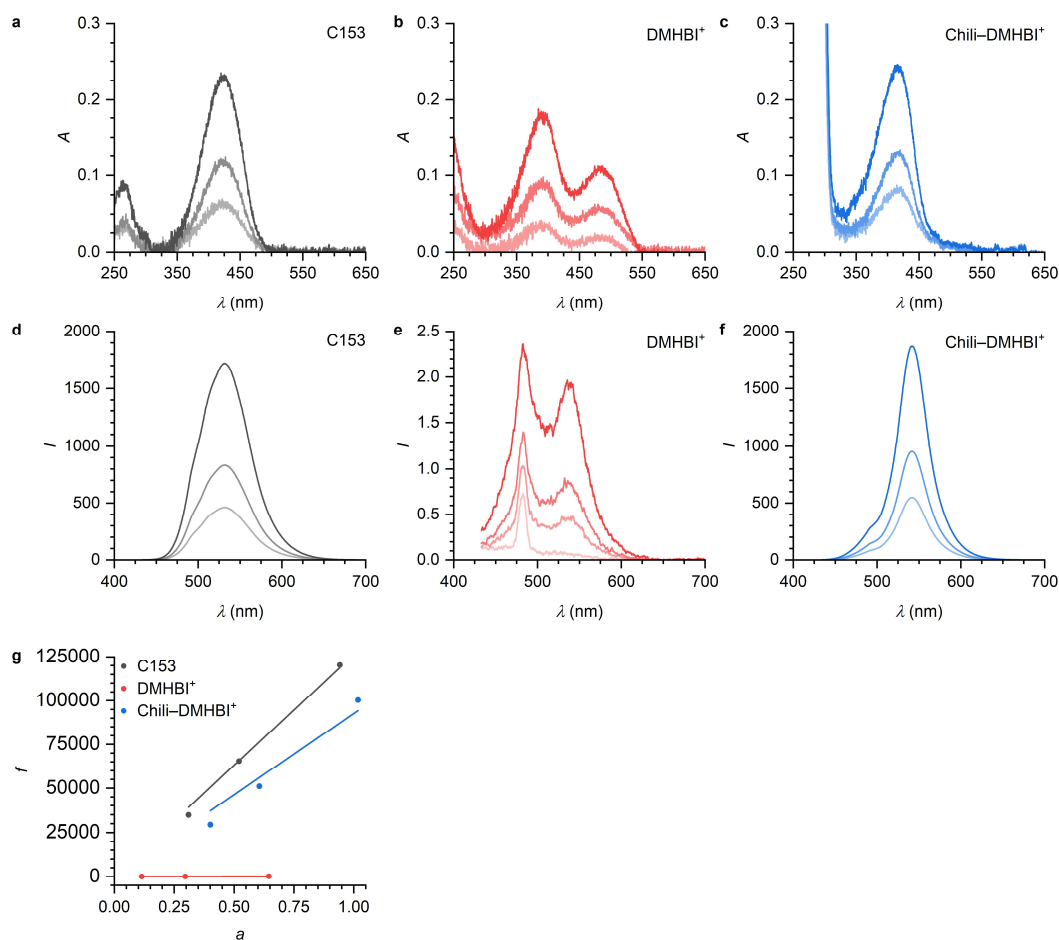 a
C153
0.3
0.2
0.1
0.0
A
250 350 450 550 650
λ (nm)
b
DMHBI⁺
0.3
0.2
0.1
0.0
A
250 350 450 550 650
λ (nm)
c
Chili–DMHBI⁺
0.3
0.2
0.1
0.0
A
250 350 450 550 650
λ (nm)
d
C153
2000
1500
1000
500
0
I
400 500 600 700
λ (nm)
e
DMHBI⁺
2.5
2.0
1.5
1.0
0.5
0.0
I
400 500 600 700
λ (nm)
f
Chili–DMHBI⁺
2000
1500
1000
500
0
I
400 500 600 700
λ (nm)
g
C153
DMHBI⁺
Chili–DMHBI⁺
125000
100000
75000
50000
25000
0
f
0.00 0.25 0.50 0.75 1.00
a